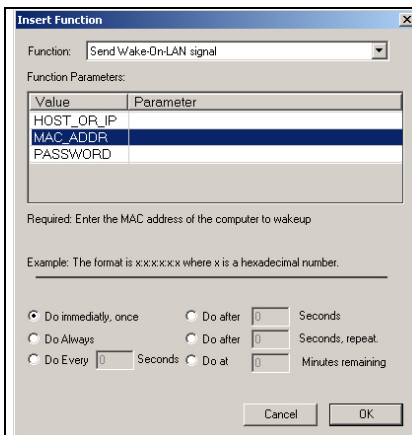 Insert Function
Function: Send Wake-On-LAN signal
Function Parameters:
Value Parameter
HOST_OR_IP
MAC_ADDR
PASSWORD
Required: Enter the MAC address of the computer to wakeup
Example: The format is x:x:x:x:x:x where x is a hexadecimal number.
Do immediatly, once Do after 0 Seconds
Do Always Do after 0 Seconds, repeat.
Do Every 0 Seconds Do at 0 Minutes remaining
Cancel OK